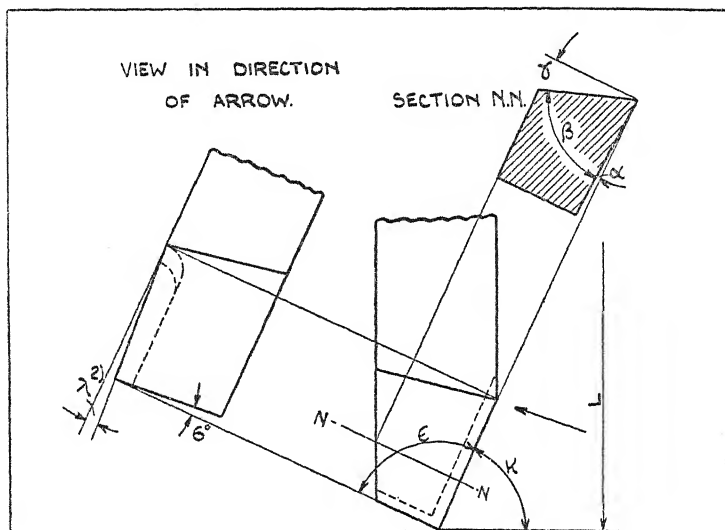 VIEW IN DIRECTION
OF ARROW.
SECTION N.N.
γ
β
α
λ²⁾
6°
N
N
ε
κ
L